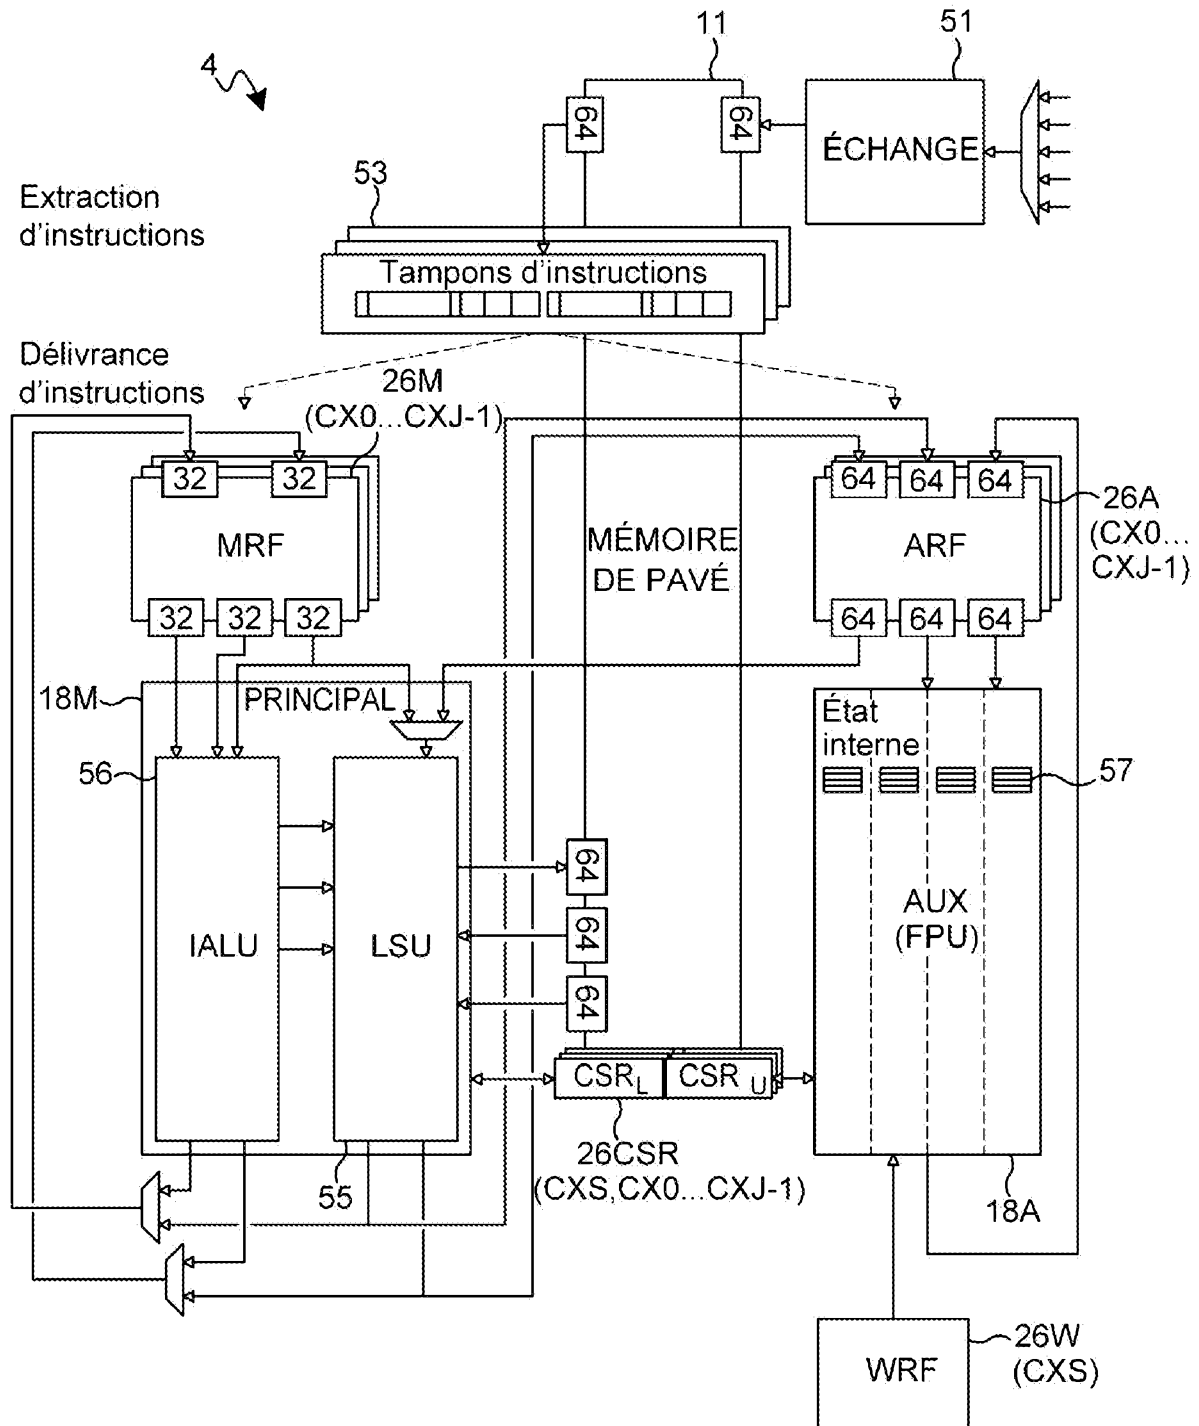 11
51
4
64
64
ÉCHANGE
53
Extraction
d'instructions
Tampons d'instructions
Délivrance
d'instructions
26M
(CX0...CXJ-1)
32
32
64
64
64
26A
(CX0...
CXJ-1)
MRF
MÉMOIRE
DE PAVÉ
ARF
32
32
32
64
64
64
18M
PRINCIPAL
État
interne
56
57
64
IALU
LSU
64
AUX
(FPU)
64
CSR L
CSR U
26CSR
(CXS,CX0...CXJ-1)
55
18A
26W
(CXS)
WRF